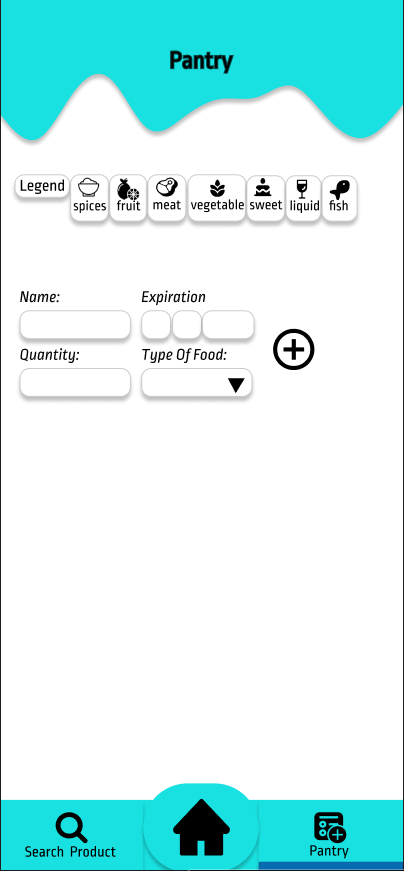 Pantry
Legend
spices fruit meat vegetable sweet liquid fish
Name: Expiration
Quantity: Type Of Food:
Search Product Pantry